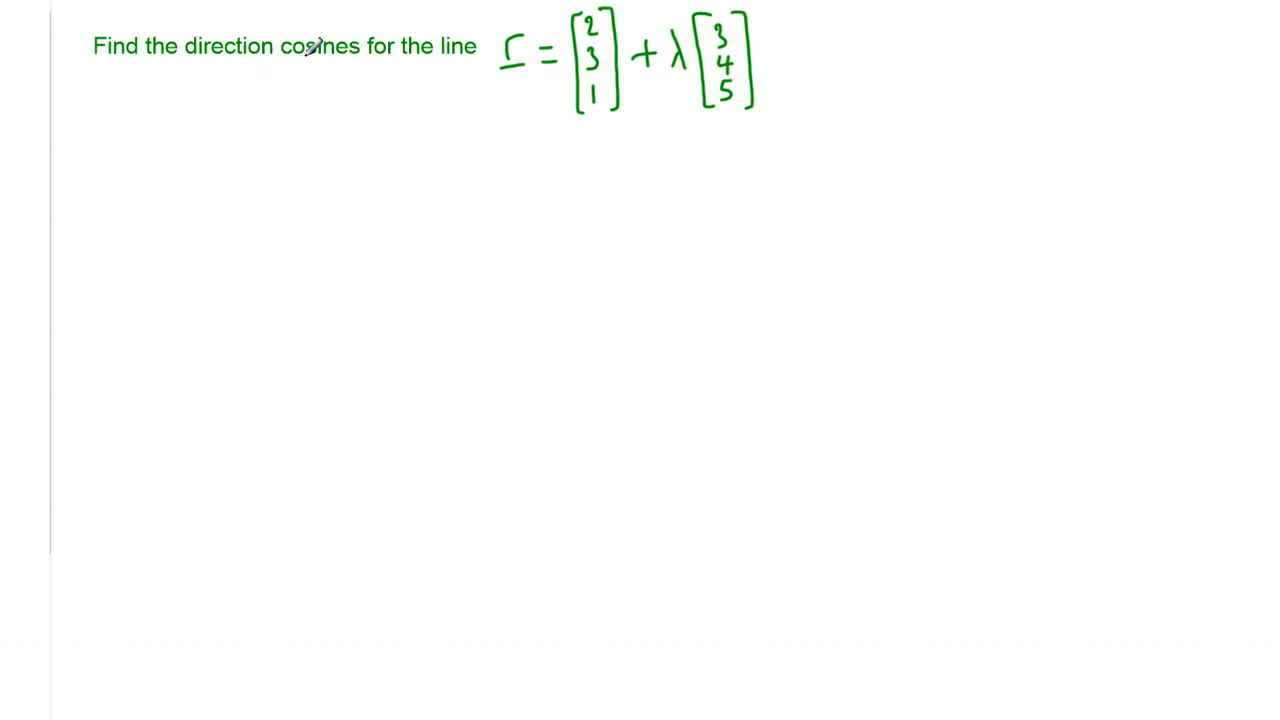 Find the direction cosines for the line r = [2 3 1] + λ [3 4 5]